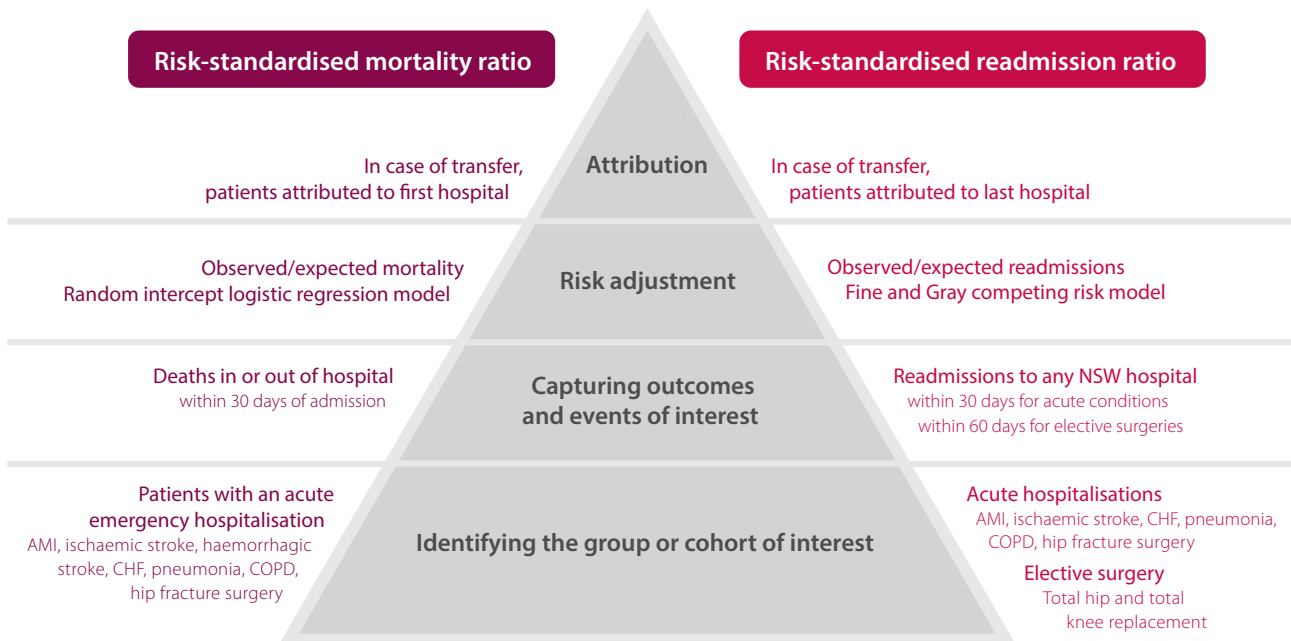 Risk-standardised mortality ratio
Risk-standardised readmission ratio
In case of transfer,
patients attributed to first hospital
Attribution
In case of transfer,
patients attributed to last hospital
Observed/expected mortality
Random intercept logistic regression model
Risk adjustment
Observed/expected readmissions
Fine and Gray competing risk model
Deaths in or out of hospital
within 30 days of admission
Capturing outcomes
and events of interest
Readmissions to any NSW hospital
within 30 days for acute conditions
within 60 days for elective surgeries
Patients with an acute
emergency hospitalisation
AMI, ischaemic stroke, haemorrhagic
stroke, CHF, pneumonia, COPD,
hip fracture surgery
Identifying the group or cohort of interest
Acute hospitalisations
AMI, ischaemic stroke, CHF, pneumonia,
COPD, hip fracture surgery
Elective surgery
Total hip and total
knee replacement